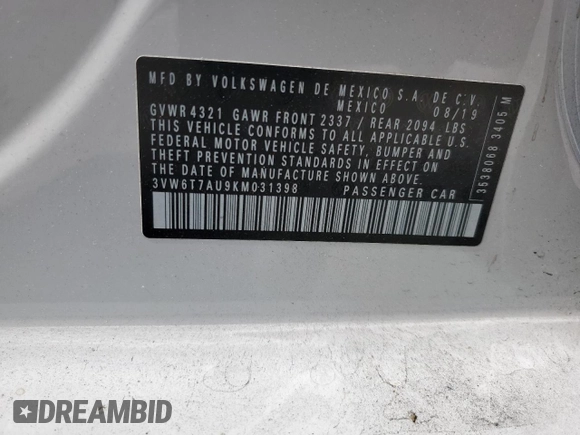 MFD BY VOLKSWAGEN DE MEXICO S.A. DE C.V.
MEXICO 08/19
GVWR 4321 GAWR FRONT 2337 / REAR 2094 LBS
THIS VEHICLE CONFORMS TO ALL APPLICABLE U.S.
FEDERAL MOTOR VEHICLE SAFETY, BUMPER AND
THEFT PREVENTION STANDARDS IN EFFECT ON
THE DATE OF MANUFACTURE SHOWN ABOVE.
3VW6T7AU9KM031398 PASSENGER CAR
3538068 3405 M
DREAMBID